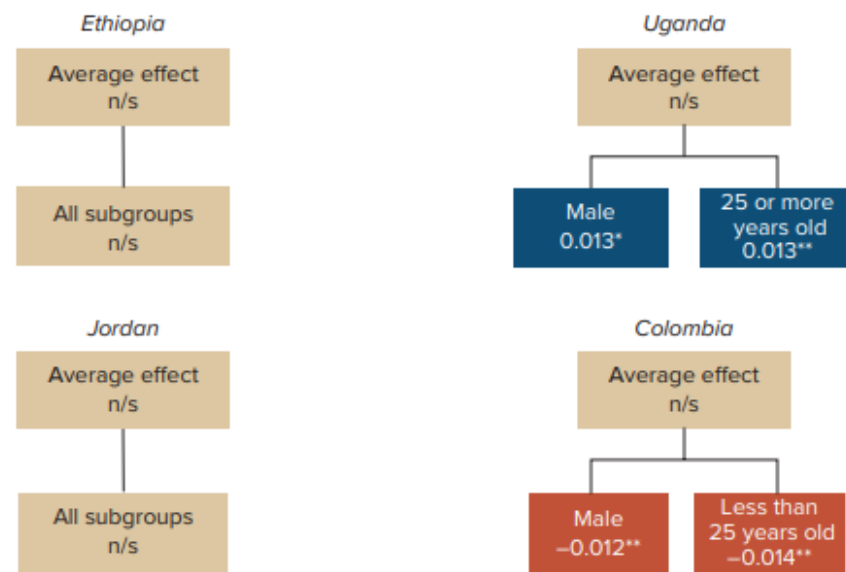 Ethiopia
Average effect
n/s
All subgroups
n/s
Uganda
Average effect
n/s
Male
0.013*
25 or more
years old
0.013**
Jordan
Average effect
n/s
All subgroups
n/s
Colombia
Average effect
n/s
Male
–0.012**
Less than
25 years old
–0.014**